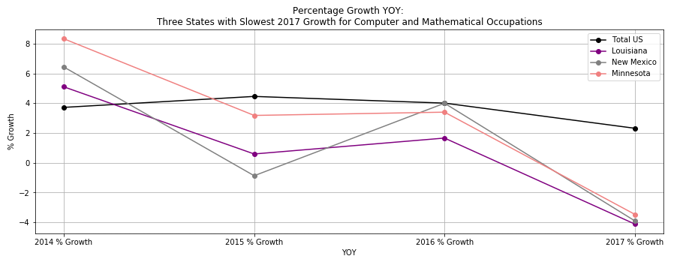 Percentage Growth YOY:
Three States with Slowest 2017 Growth for Computer and Mathematical Occupations
Total US
Louisiana
New Mexico
Minnesota
% Growth
8
6
4
2
0
−2
−4
2014 % Growth
2015 % Growth
2016 % Growth
2017 % Growth
YOY